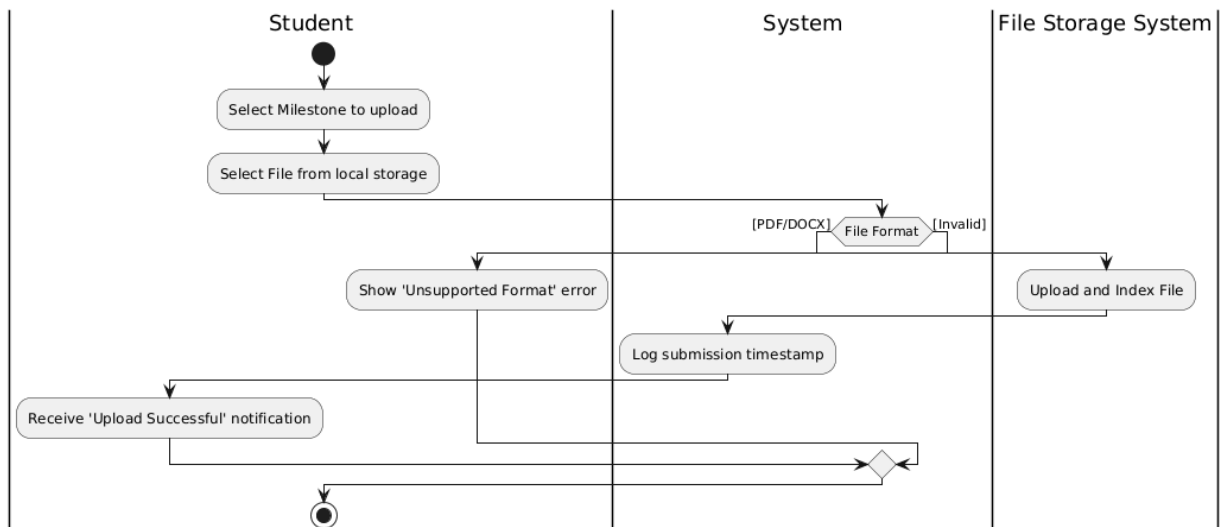 Student
System
File Storage System
Select Milestone to upload
Select File from local storage
[PDF/DOCX]
File Format
[Invalid]
Show 'Unsupported Format' error
Upload and Index File
Log submission timestamp
Receive 'Upload Successful' notification